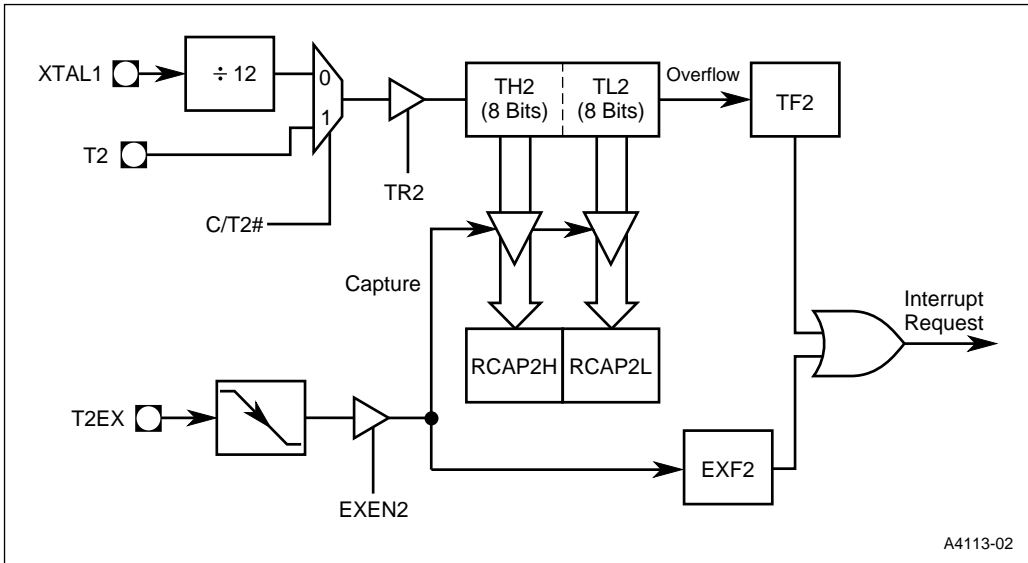 XTAL1
÷ 12
0
1
T2
C/T2#
TR2
TH2
(8 Bits)
TL2
(8 Bits)
Overflow
TF2
Capture
RCAP2H
RCAP2L
Interrupt
Request
T2EX
EXEN2
EXF2
A4113-02